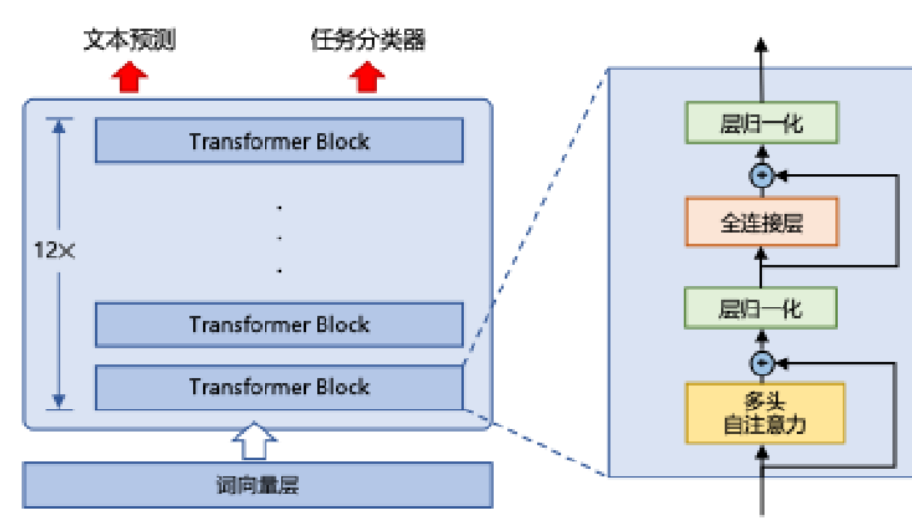 文本预测
任务分类器
Transformer Block
.
.
.
12×
Transformer Block
Transformer Block
词向量层
层归一化
+
全连接层
层归一化
+
多头
自注意力